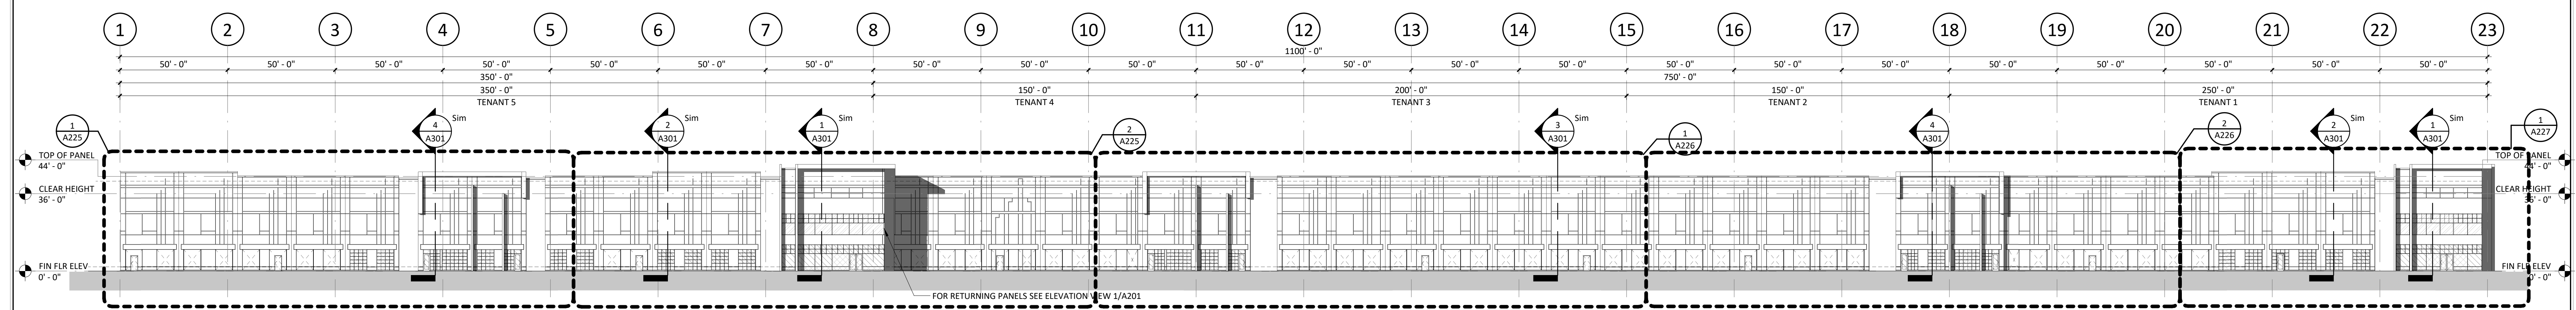 1 2 3 4 5 6 7 8 9 10 11 12 13 14 15 16 17 18 19 20 21 22 23
1100' - 0"
50' - 0" 50' - 0" 50' - 0" 50' - 0" 50' - 0" 50' - 0" 50' - 0" 50' - 0" 50' - 0" 50' - 0" 50' - 0" 50' - 0" 50' - 0" 50' - 0" 50' - 0" 50' - 0" 50' - 0" 50' - 0" 50' - 0" 50' - 0" 50' - 0" 50' - 0"
350' - 0" 750' - 0"
350' - 0" 150' - 0" 200' - 0" 150' - 0" 250' - 0"
TENANT 5 TENANT 4 TENANT 3 TENANT 2 TENANT 1
Sim Sim Sim Sim Sim Sim
1 4 2 1 2 3 1 4 2 2 1 1
A225 A301 A301 A301 A225 A301 A226 A301 A226 A301 A301 A227
TOP OF PANEL TOP OF PANEL
44' - 0" 44' - 0"
CLEAR HEIGHT CLEAR HEIGHT
36' - 0" 36' - 0"
FIN FLR ELEV FIN FLR ELEV
0' - 0" 0' - 0"
FOR RETURNING PANELS SEE ELEVATION VIEW 1/A201